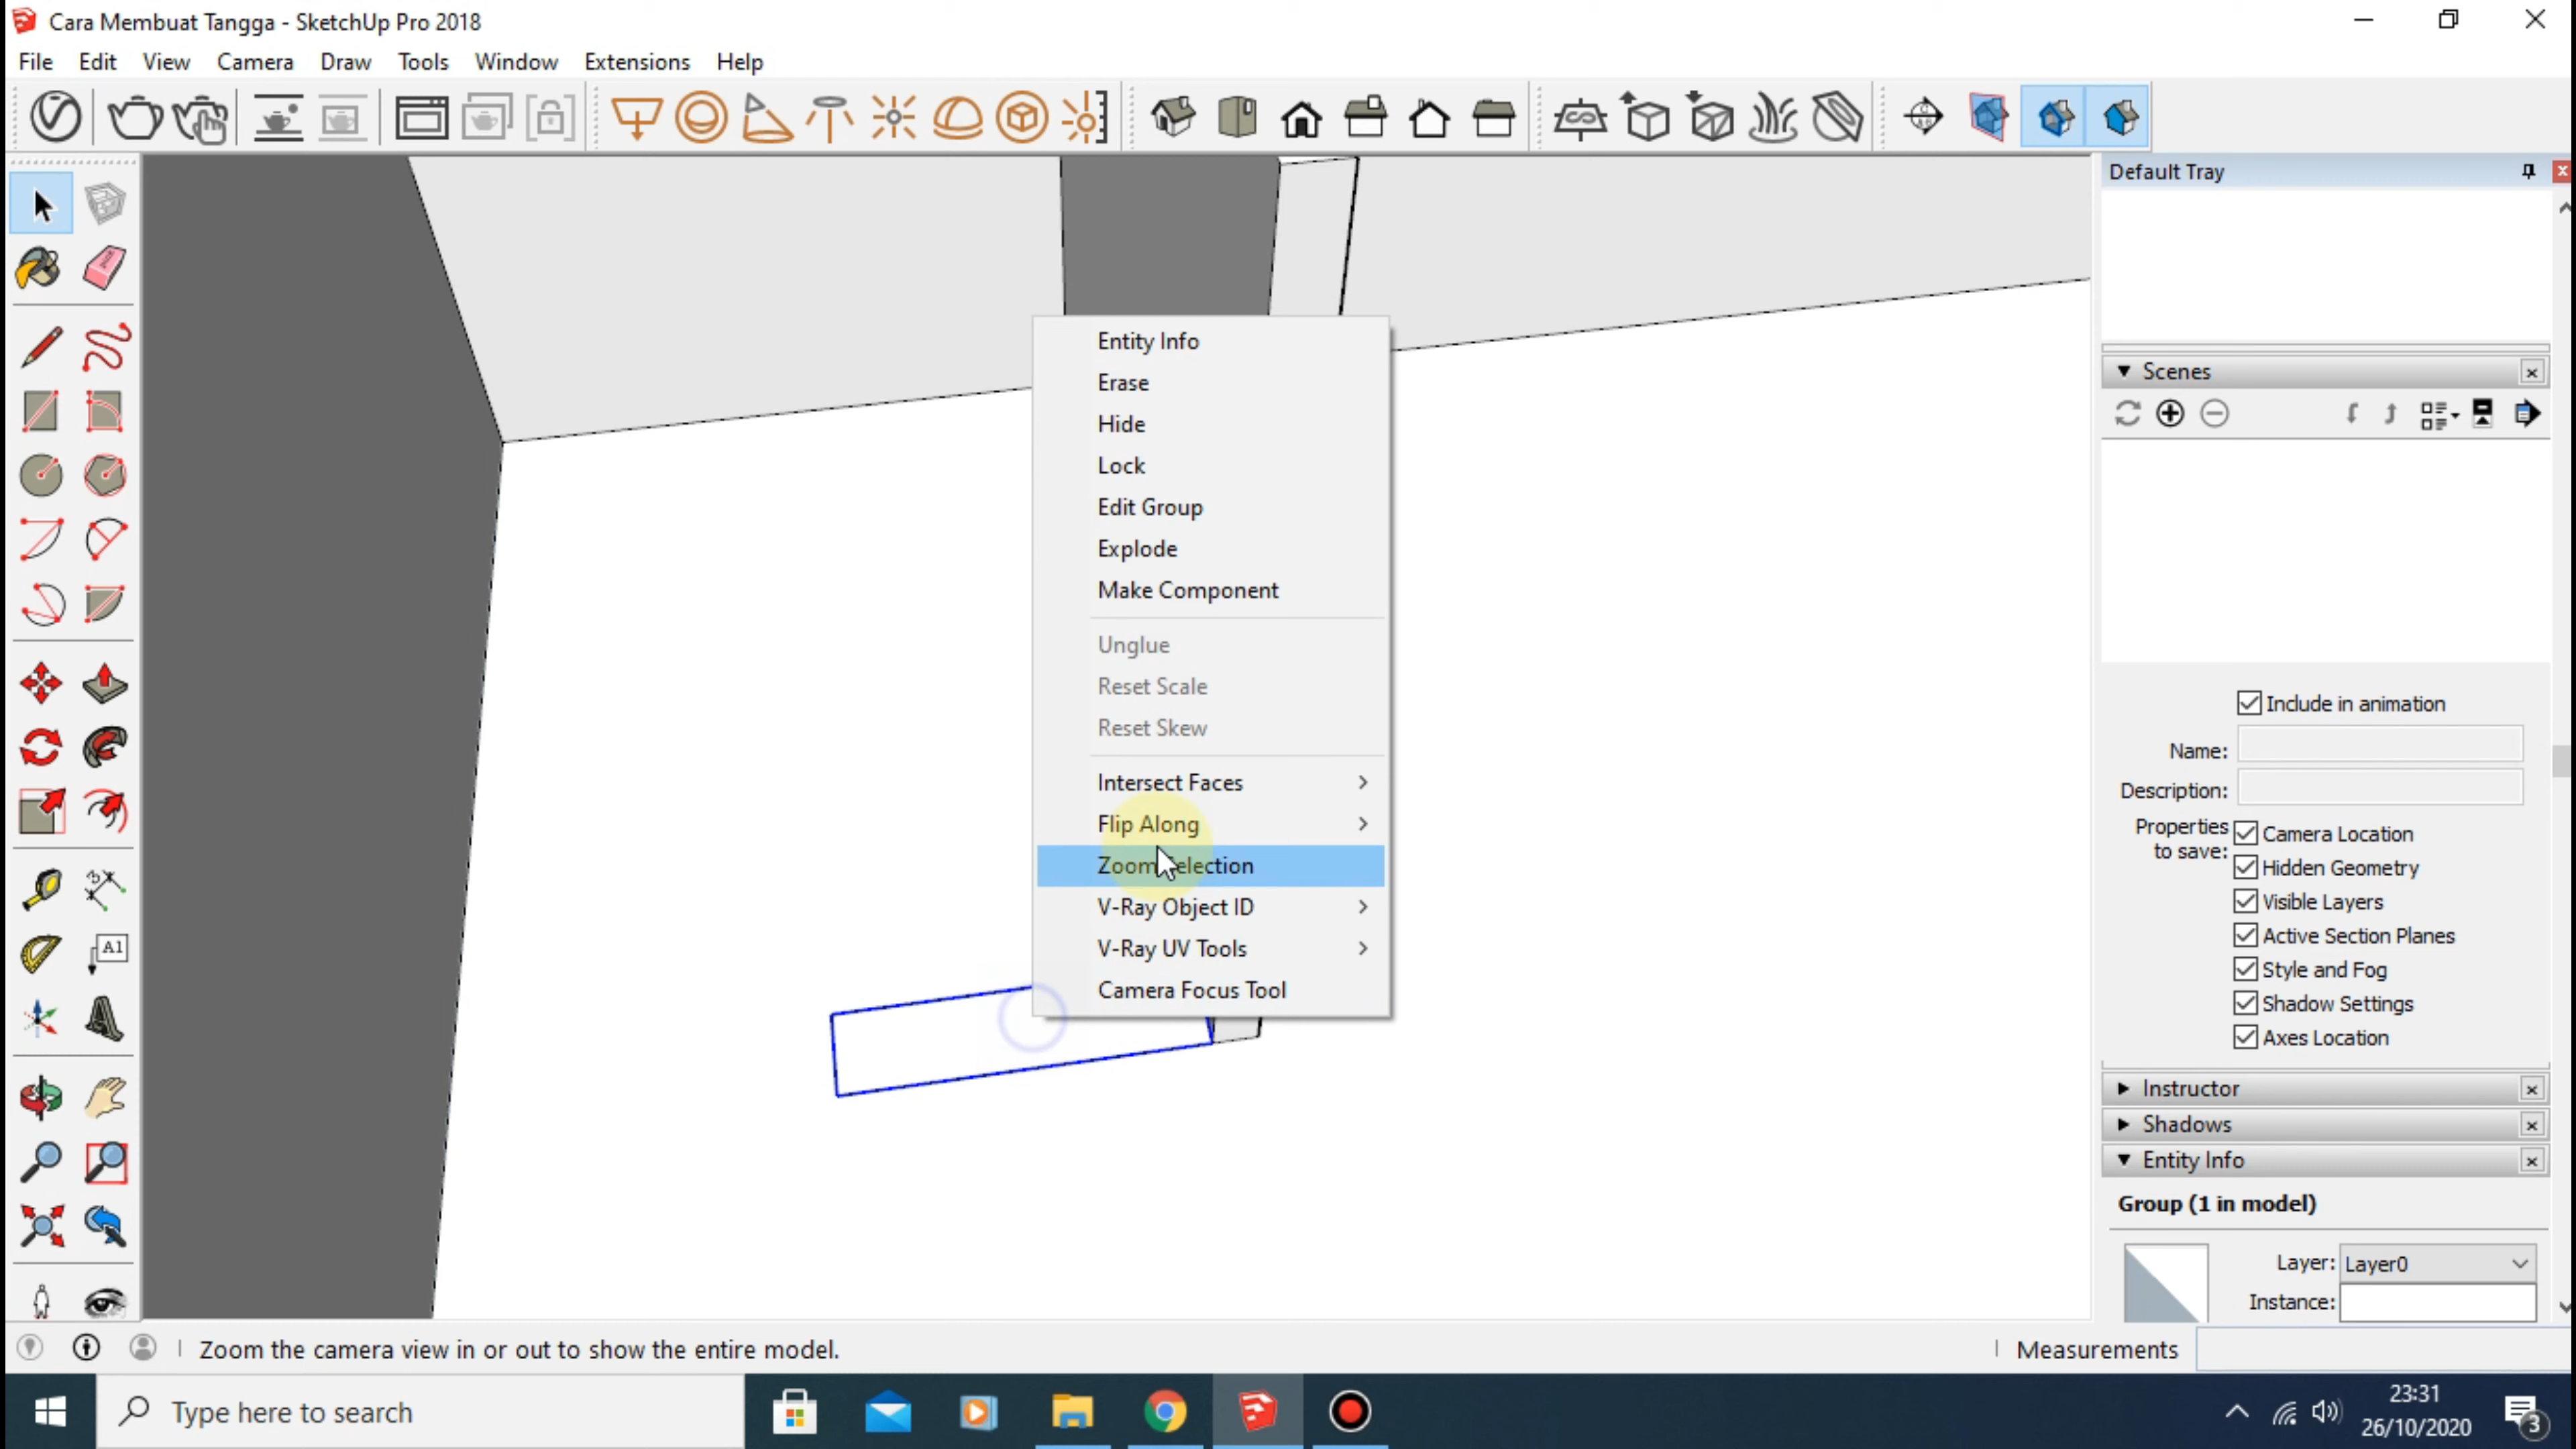 Cara Membuat Tangga - SketchUp Pro 2018
File Edit View Camera Draw Tools Window Extensions Help
Default Tray
Scenes
Entity Info
Erase
Hide
Lock
Edit Group
Explode
Make Component
Unglue
Reset Scale
Reset Skew
Intersect Faces
Flip Along
Zoom Selection
V-Ray Object ID
V-Ray UV Tools
Camera Focus Tool
Include in animation
Name:
Description:
Properties to save:
Camera Location
Hidden Geometry
Visible Layers
Active Section Planes
Style and Fog
Shadow Settings
Axes Location
Instructor
Shadows
Entity Info
Group (1 in model)
Layer: Layer0
Instance:
A1
Zoom the camera view in or out to show the entire model.
Measurements
Type here to search
23:31
26/10/2020
3